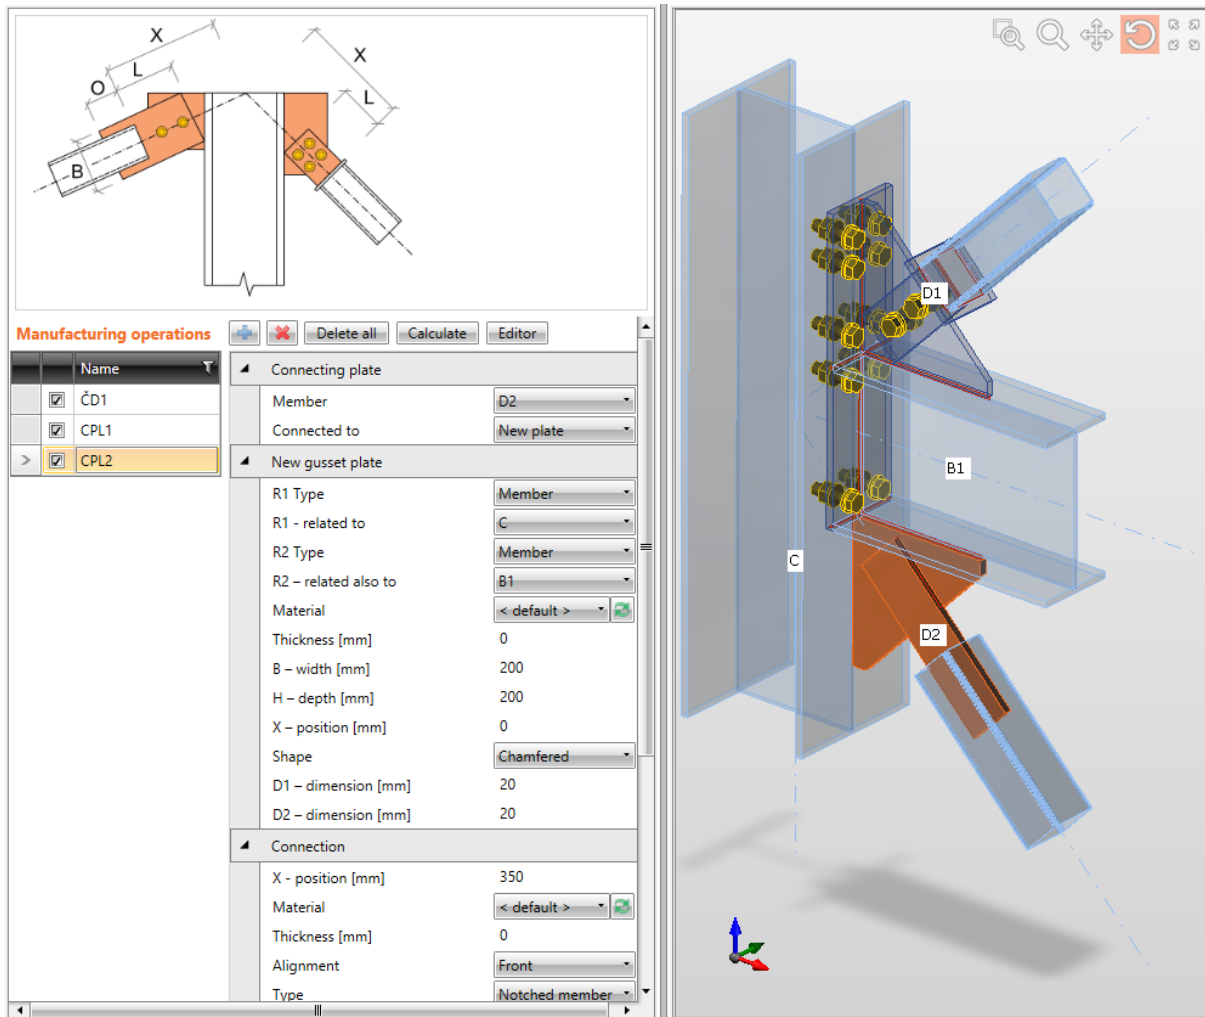 X
X
L
O
L
B
Manufacturing operations
Delete all
Calculate
Editor
Name
ČD1
CPL1
> CPL2
Connecting plate
Member D2
Connected to New plate
New gusset plate
R1 Type Member
R1 - related to C
R2 Type Member
R2 – related also to B1
Material < default >
Thickness [mm] 0
B – width [mm] 200
H – depth [mm] 200
X – position [mm] 0
Shape Chamfered
D1 – dimension [mm] 20
D2 – dimension [mm] 20
Connection
X - position [mm] 350
Material < default >
Thickness [mm] 0
Alignment Front
Type Notched member
D1
B1
C
D2